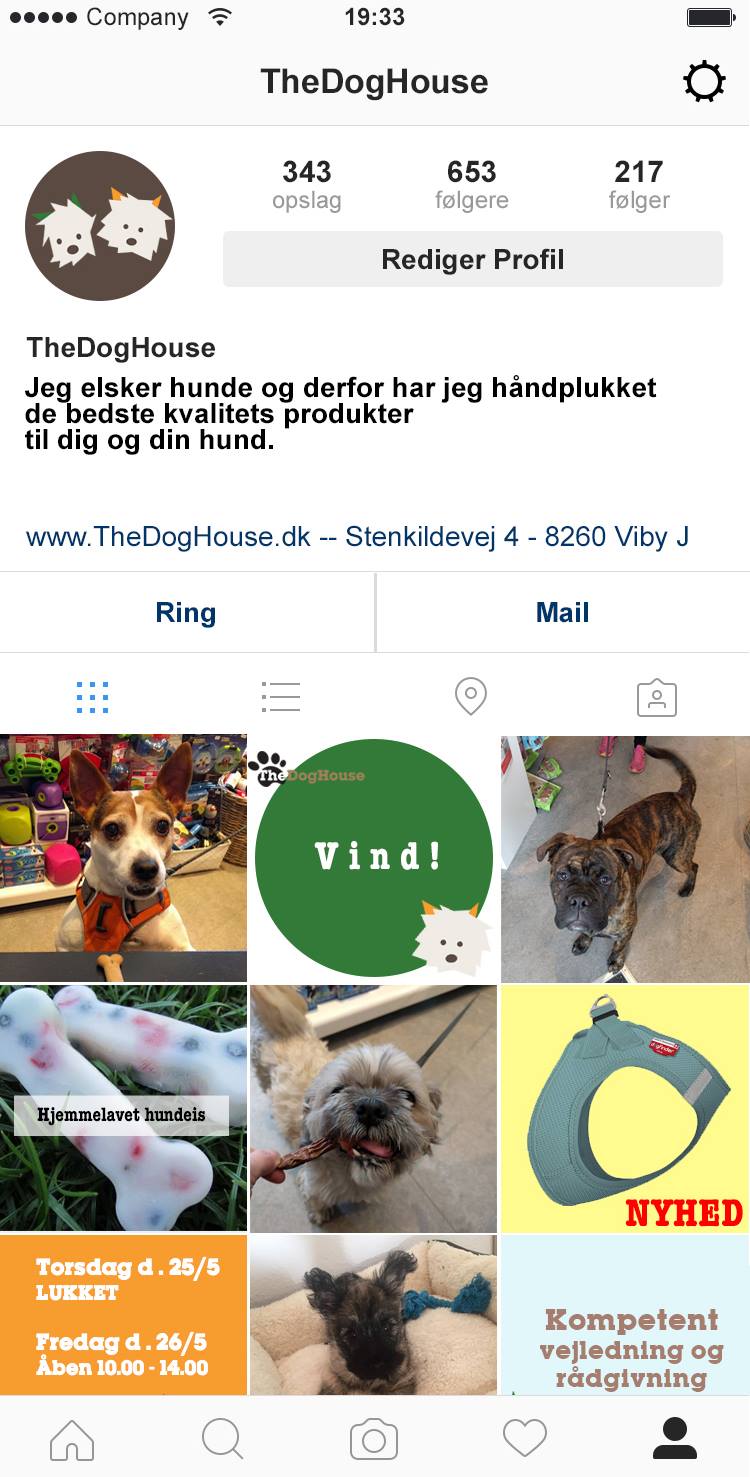 Company
19:33
TheDogHouse
343
653
217
opslag
følgere
følger
Rediger Profil
TheDogHouse
Jeg elsker hunde og derfor har jeg håndplukket
de bedste kvalitets produkter
til dig og din hund.
www.TheDogHouse.dk -- Stenkildevej 4 - 8260 Viby J
Ring
Mail
TheDogHouse
Vind!
Hjemmelavet hundeis
NYHED
Torsdag d . 25/5
LUKKET
Fredag d . 26/5
Åben 10.00 - 14.00
Kompetent
vejledning og
rådgivning